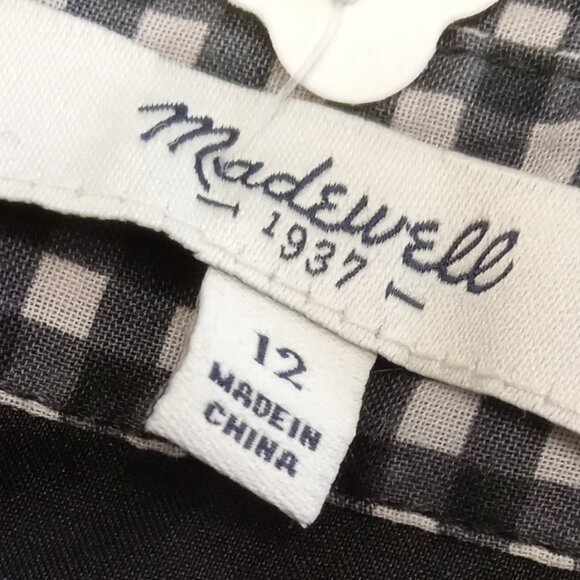 Madewell
- 1937 -
12
MADE IN
CHINA